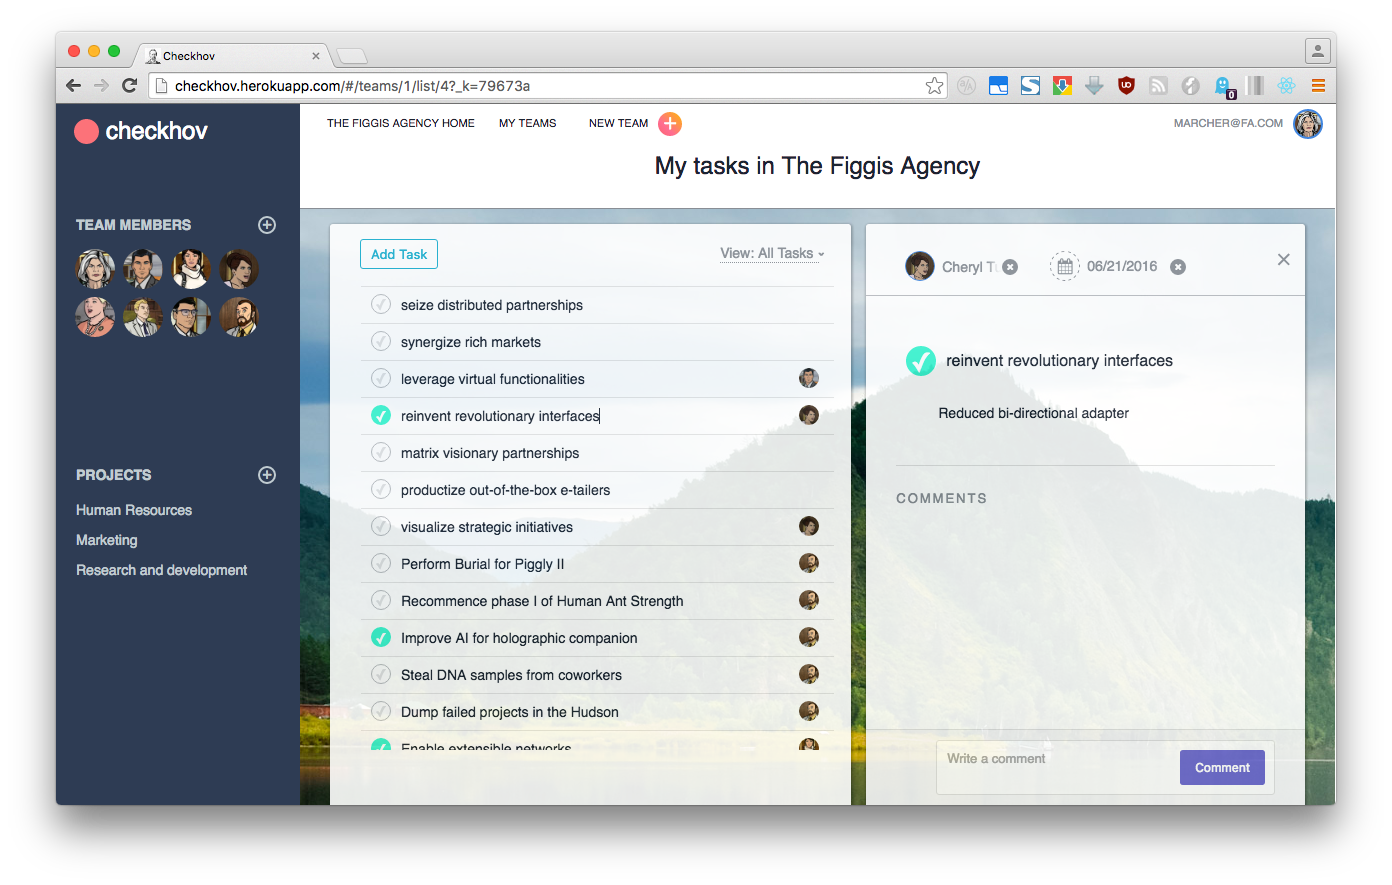 Checkhov
checkhov.herokuapp.com/#/teams/1/list/4?_k=79673a
0
checkhov
THE FIGGIS AGENCY HOME
MY TEAMS
NEW TEAM
MARCHER@FA.COM
My tasks in The Figgis Agency
TEAM MEMBERS
PROJECTS
Human Resources
Marketing
Research and development
Add Task
View: All Tasks
seize distributed partnerships
synergize rich markets
leverage virtual functionalities
reinvent revolutionary interfaces
matrix visionary partnerships
productize out-of-the-box e-tailers
visualize strategic initiatives
Perform Burial for Piggly II
Recommence phase I of Human Ant Strength
Improve AI for holographic companion
Steal DNA samples from coworkers
Dump failed projects in the Hudson
Enable extensible networks
Cheryl
06/21/2016
reinvent revolutionary interfaces
Reduced bi-directional adapter
COMMENTS
Write a comment
Comment